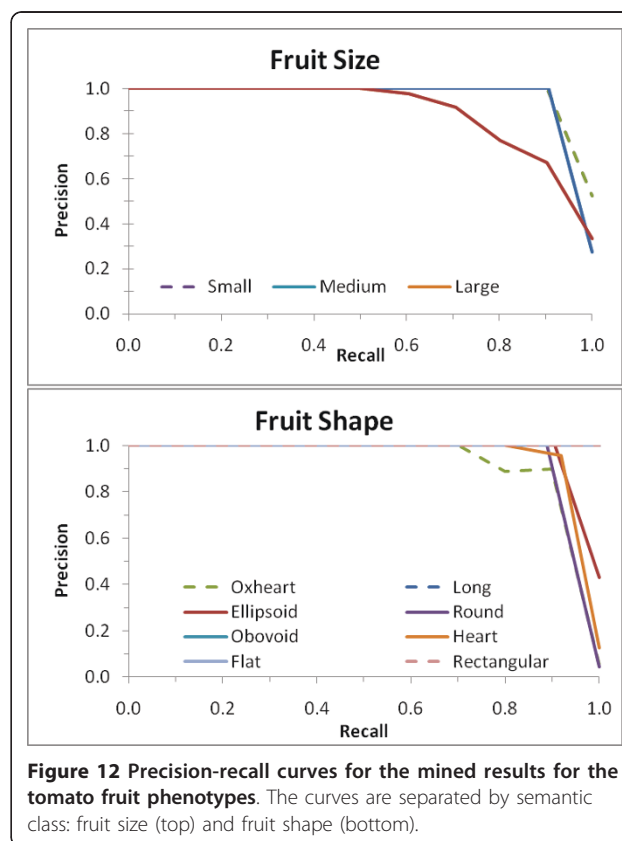 Fruit Size
1.0
0.8
0.6
0.4
0.2
0.0
Precision
Small Medium Large
0.0 0.2 0.4 0.6 0.8 1.0
Recall
Fruit Shape
1.0
0.8
0.6
0.4
0.2
0.0
Precision
Oxheart Long
Ellipsoid Round
Obovoid Heart
Flat Rectangular
0.0 0.2 0.4 0.6 0.8 1.0
Recall
Figure 12 Precision-recall curves for the mined results for the
tomato fruit phenotypes. The curves are separated by semantic
class: fruit size (top) and fruit shape (bottom).